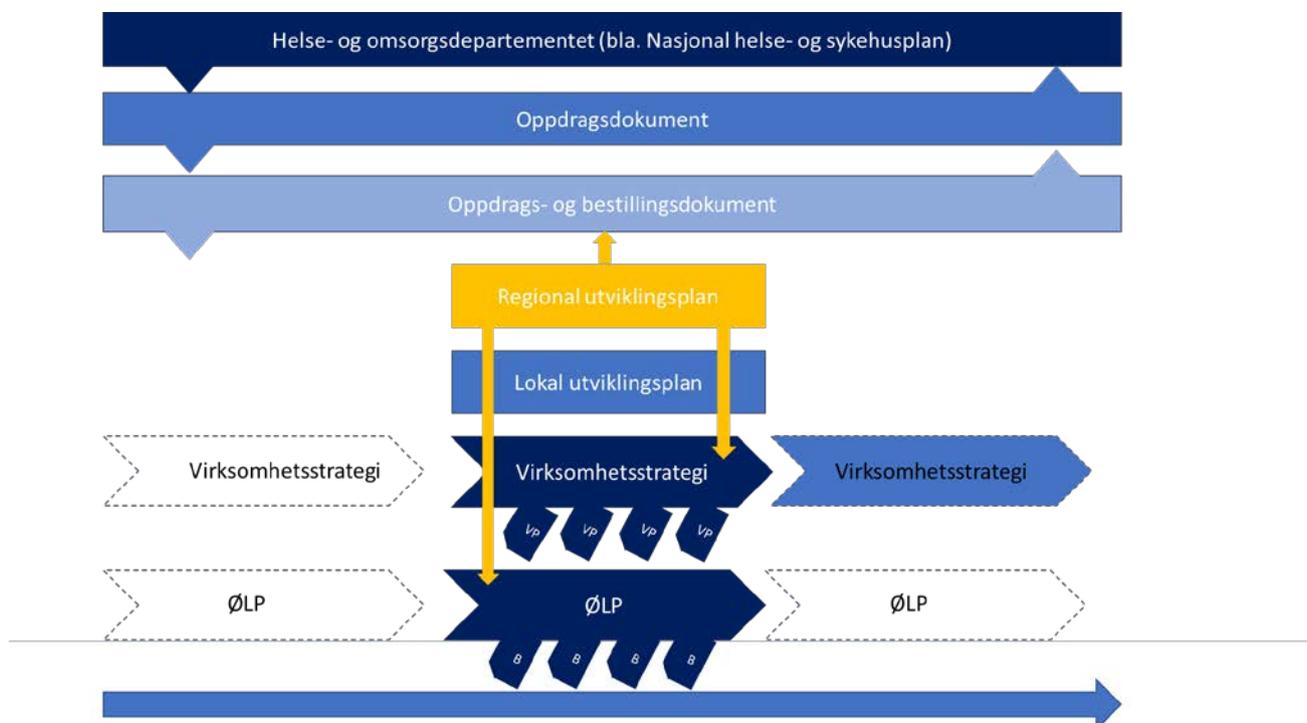 Helse- og omsorgsdepartementet (bla. Nasjonal helse- og sykehusplan)
Oppdragsdokument
Oppdrags- og bestillingsdokument
Regional utviklingsplan
Lokal utviklingsplan
Virksomhetsstrategi
Virksomhetsstrategi
Virksomhetsstrategi
VP
VP
VP
VP
ØLP
ØLP
ØLP
B
B
B
B